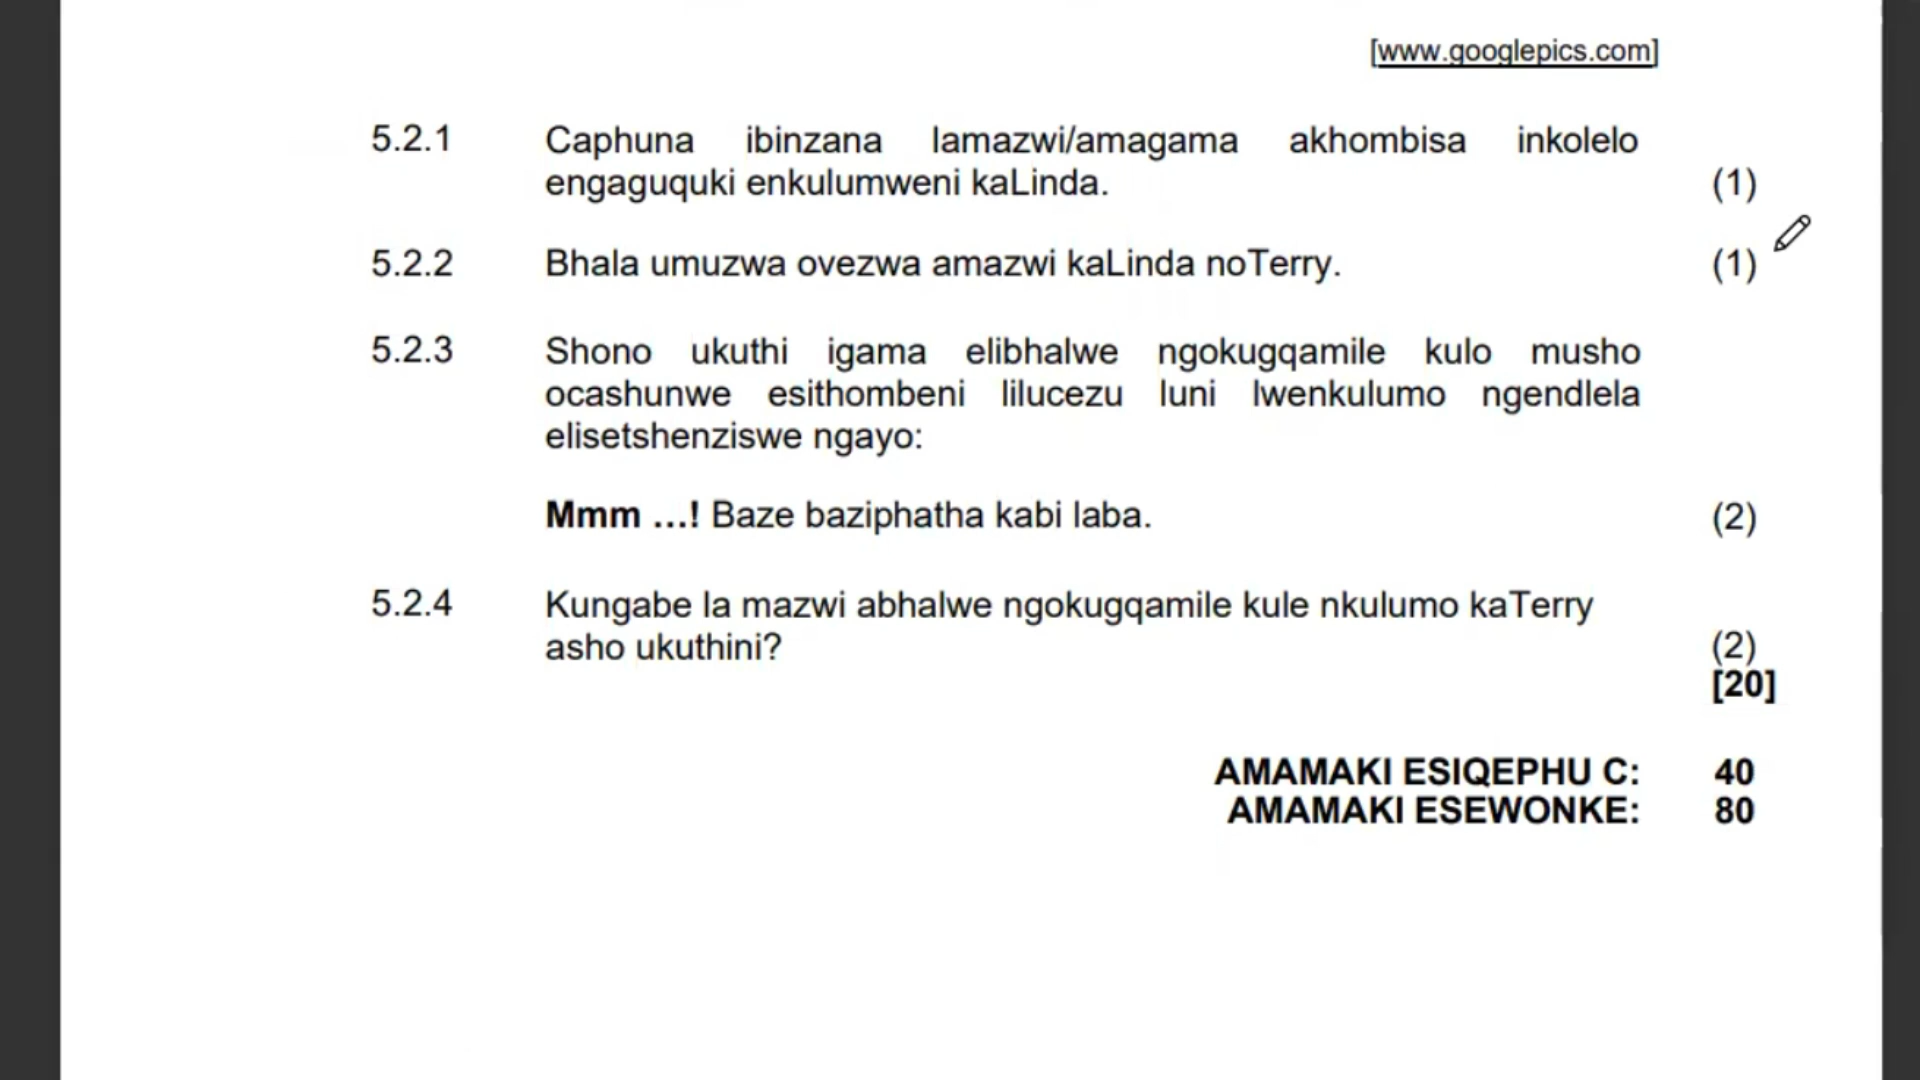 [www.googlepics.com]
5.2.1 Caphuna ibinzana lamazwi/amagama akhombisa inkolelo
engaguquki enkulumweni kaLinda. (1)
5.2.2 Bhala umuzwa ovezwa amazwi kaLinda noTerry. (1)
5.2.3 Shono ukuthi igama elibhalwe ngokugqamile kulo musho
ocashunwe esithombeni lilucezu luni lwenkulumo ngendlela
elisetshenziswe ngayo:
Mmm ...! Baze baziphatha kabi laba. (2)
5.2.4 Kungabe la mazwi abhalwe ngokugqamile kule nkulumo kaTerry
asho ukuthini? (2)
[20]
AMAMAKI ESIQEPHU C: 40
AMAMAKI ESEWONKE: 80